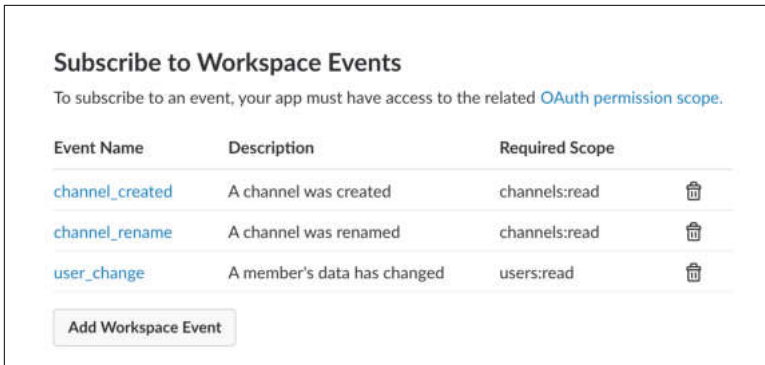 Subscribe to Workspace Events
To subscribe to an event, your app must have access to the related OAuth permission scope.
Event Name Description Required Scope
channel_created A channel was created channels:read
channel_rename A channel was renamed channels:read
user_change A member's data has changed users:read
Add Workspace Event